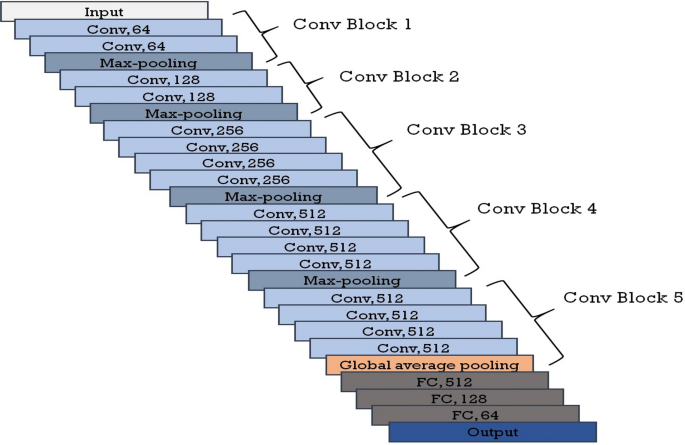 Input
Conv, 64
Conv, 64
Max-pooling
Conv, 128
Conv, 128
Max-pooling
Conv, 256
Conv, 256
Conv, 256
Conv, 256
Max-pooling
Conv, 512
Conv, 512
Conv, 512
Conv, 512
Max-pooling
Conv, 512
Conv, 512
Conv, 512
Conv, 512
Global average pooling
FC, 512
FC, 128
FC, 64
Output
Conv Block 1
Conv Block 2
Conv Block 3
Conv Block 4
Conv Block 5